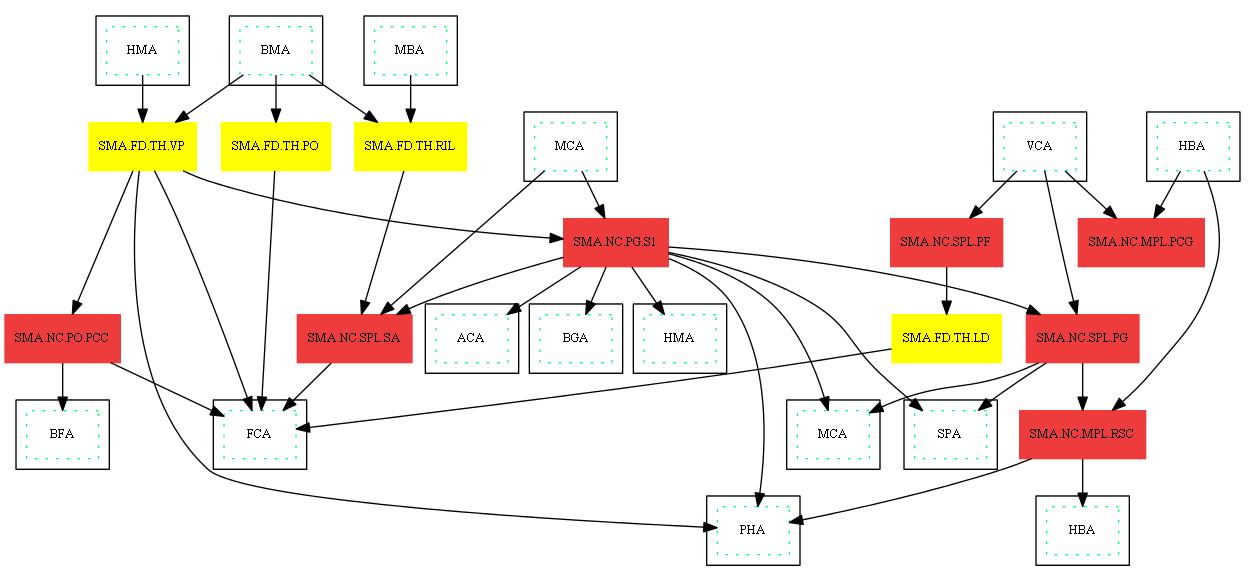 HMA
BMA
MBA
SMA.FD.TH.VP
SMA.FD.TH.PO
SMA.FD.TH.RIL
MCA
VCA
HBA
SMA.NC.PG.S1
SMA.NC.SPL.PF
SMA.NC.MPL.PCG
SMA.NC.PO.PCC
SMA.NC.SPL.SA
ACA
BGA
HMA
SMA.FD.TH.LD
SMA.NC.SPL.PG
BFA
FCA
MCA
SPA
SMA.NC.MPL.RSC
PHA
HBA